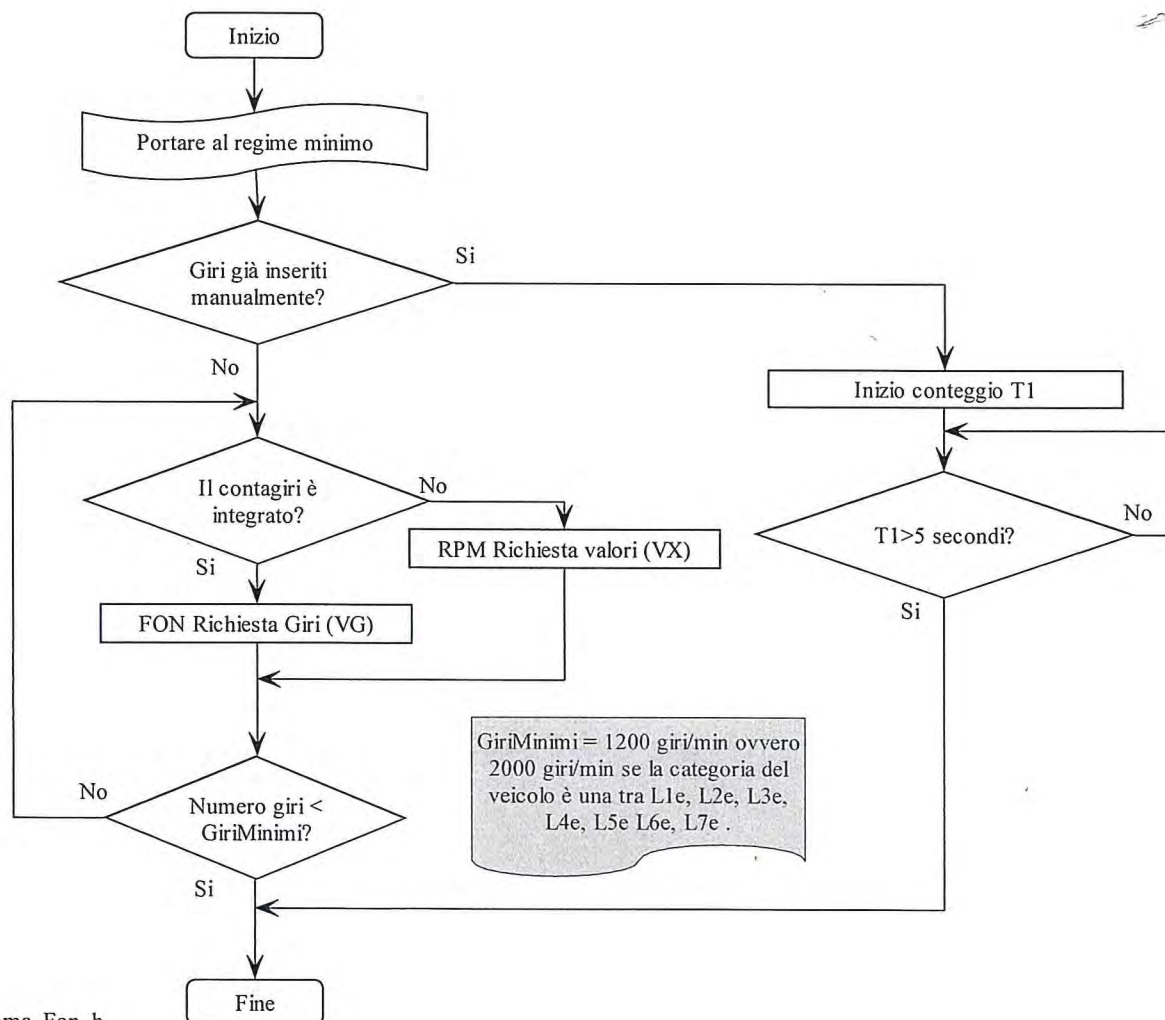 Inizio
Portare al regime minimo
Giri già inseriti
manualmente?
Si
No
Inizio conteggio T1
Il contagiri è
integrato?
No
RPM Richiesta valori (VX)
Si
FON Richiesta Giri (VG)
T1>5 secondi?
No
Si
GiriMinimi = 1200 giri/min ovvero
2000 giri/min se la categoria del
veicolo è una tra L1e, L2e, L3e,
L4e, L5e L6e, L7e .
No
Numero giri <
GiriMinimi?
Si
Fine